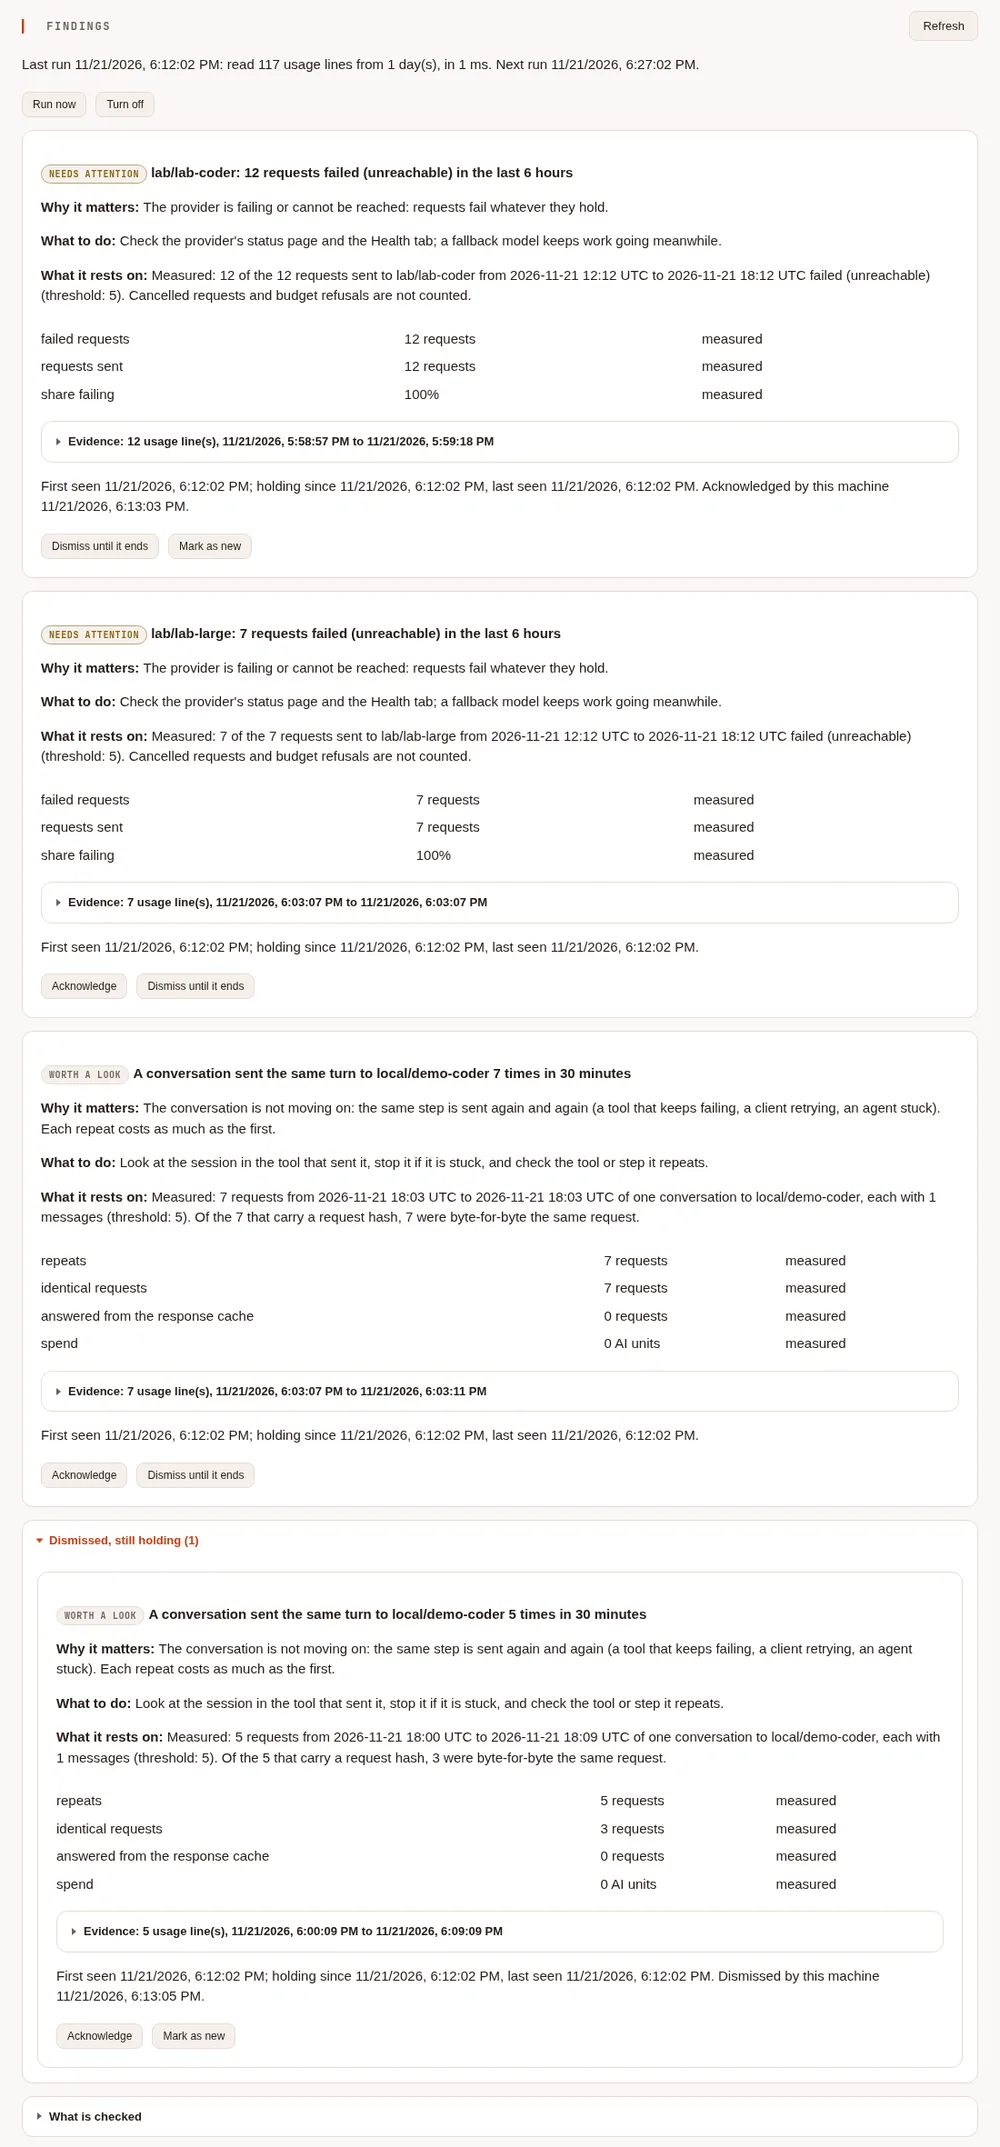 FINDINGS
Refresh
Last run 11/21/2026, 6:12:02 PM: read 117 usage lines from 1 day(s), in 1 ms. Next run 11/21/2026, 6:27:02 PM.
Run now Turn off
NEEDS ATTENTION lab/lab-coder: 12 requests failed (unreachable) in the last 6 hours
Why it matters: The provider is failing or cannot be reached: requests fail whatever they hold.
What to do: Check the provider's status page and the Health tab; a fallback model keeps work going meanwhile.
What it rests on: Measured: 12 of the 12 requests sent to lab/lab-coder from 2026-11-21 12:12 UTC to 2026-11-21 18:12 UTC failed (unreachable)
(threshold: 5). Cancelled requests and budget refusals are not counted.
failed requests 12 requests measured
requests sent 12 requests measured
share failing 100% measured
Evidence: 12 usage line(s), 11/21/2026, 5:58:57 PM to 11/21/2026, 5:59:18 PM
First seen 11/21/2026, 6:12:02 PM; holding since 11/21/2026, 6:12:02 PM, last seen 11/21/2026, 6:12:02 PM. Acknowledged by this machine
11/21/2026, 6:13:03 PM.
Dismiss until it ends Mark as new
NEEDS ATTENTION lab/lab-large: 7 requests failed (unreachable) in the last 6 hours
Why it matters: The provider is failing or cannot be reached: requests fail whatever they hold.
What to do: Check the provider's status page and the Health tab; a fallback model keeps work going meanwhile.
What it rests on: Measured: 7 of the 7 requests sent to lab/lab-large from 2026-11-21 12:12 UTC to 2026-11-21 18:12 UTC failed (unreachable)
(threshold: 5). Cancelled requests and budget refusals are not counted.
failed requests 7 requests measured
requests sent 7 requests measured
share failing 100% measured
Evidence: 7 usage line(s), 11/21/2026, 6:03:07 PM to 11/21/2026, 6:03:07 PM
First seen 11/21/2026, 6:12:02 PM; holding since 11/21/2026, 6:12:02 PM, last seen 11/21/2026, 6:12:02 PM.
Acknowledge Dismiss until it ends
WORTH A LOOK A conversation sent the same turn to local/demo-coder 7 times in 30 minutes
Why it matters: The conversation is not moving on: the same step is sent again and again (a tool that keeps failing, a client retrying, an agent stuck).
Each repeat costs as much as the first.
What to do: Look at the session in the tool that sent it, stop it if it is stuck, and check the tool or step it repeats.
What it rests on: Measured: 7 requests from 2026-11-21 18:03 UTC to 2026-11-21 18:03 UTC of one conversation to local/demo-coder, each with 1
messages (threshold: 5). Of the 7 that carry a request hash, 7 were byte-for-byte the same request.
repeats 7 requests measured
identical requests 7 requests measured
answered from the response cache 0 requests measured
spend 0 AI units measured
Evidence: 7 usage line(s), 11/21/2026, 6:03:07 PM to 11/21/2026, 6:03:11 PM
First seen 11/21/2026, 6:12:02 PM; holding since 11/21/2026, 6:12:02 PM, last seen 11/21/2026, 6:12:02 PM.
Acknowledge Dismiss until it ends
Dismissed, still holding (1)
WORTH A LOOK A conversation sent the same turn to local/demo-coder 5 times in 30 minutes
Why it matters: The conversation is not moving on: the same step is sent again and again (a tool that keeps failing, a client retrying, an agent
stuck). Each repeat costs as much as the first.
What to do: Look at the session in the tool that sent it, stop it if it is stuck, and check the tool or step it repeats.
What it rests on: Measured: 5 requests from 2026-11-21 18:00 UTC to 2026-11-21 18:09 UTC of one conversation to local/demo-coder, each with
1 messages (threshold: 5). Of the 5 that carry a request hash, 3 were byte-for-byte the same request.
repeats 5 requests measured
identical requests 3 requests measured
answered from the response cache 0 requests measured
spend 0 AI units measured
Evidence: 5 usage line(s), 11/21/2026, 6:00:09 PM to 11/21/2026, 6:09:09 PM
First seen 11/21/2026, 6:12:02 PM; holding since 11/21/2026, 6:12:02 PM, last seen 11/21/2026, 6:12:02 PM. Dismissed by this machine
11/21/2026, 6:13:05 PM.
Acknowledge Mark as new
What is checked